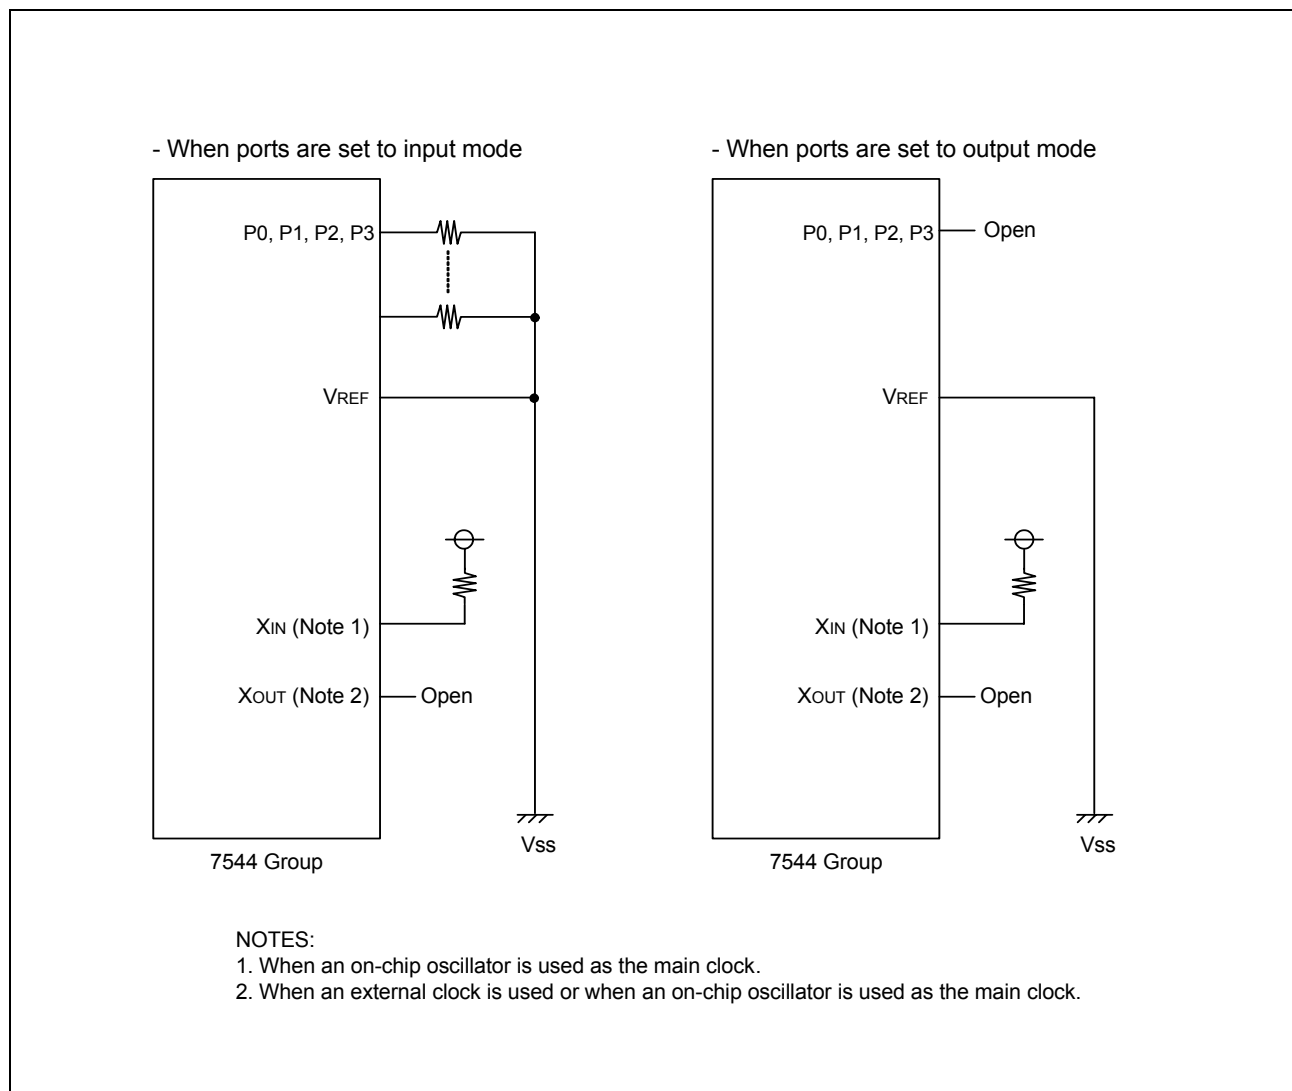 - When ports are set to input mode
P0, P1, P2, P3
VREF
XIN (Note 1)
XOUT (Note 2)
Open
Vss
7544 Group
- When ports are set to output mode
P0, P1, P2, P3
Open
VREF
XIN (Note 1)
XOUT (Note 2)
Open
Vss
7544 Group
NOTES:
1. When an on-chip oscillator is used as the main clock.
2. When an external clock is used or when an on-chip oscillator is used as the main clock.